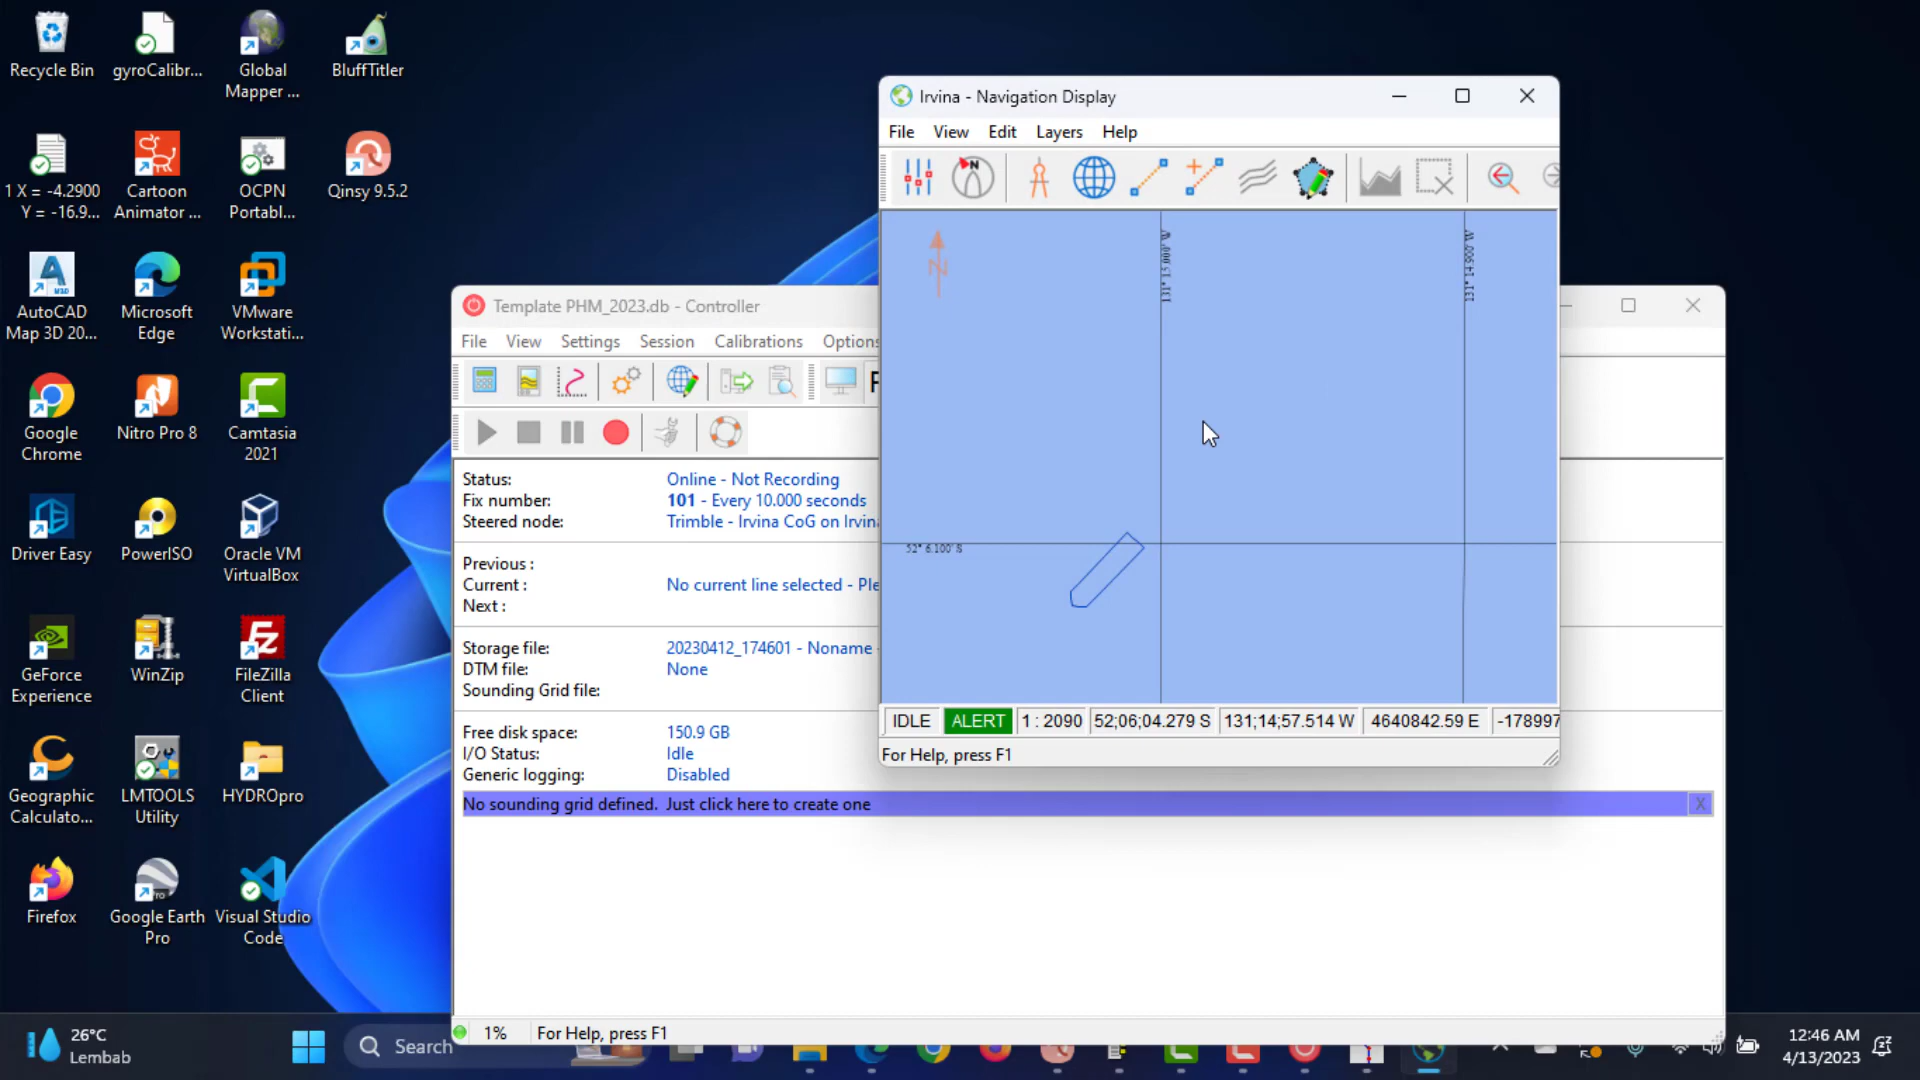 Recycle Bin
gyroCalibr...
Global
Mapper ...
BluffTitler
1 X = -4.2900
Y = -16.9...
Cartoon
Animator ...
OCPN
Portabl...
Qinsy 9.5.2
AutoCAD
Map 3D 20...
Microsoft
Edge
VMware
Workstati...
Google
Chrome
Nitro Pro 8
Camtasia
2021
Driver Easy
PowerISO
Oracle VM
VirtualBox
GeForce
Experience
WinZip
FileZilla
Client
Geographic
Calculato...
LMTOOLS
Utility
HYDROpro
Firefox
Google Earth
Pro
Visual Studio
Code
Irvina - Navigation Display
File View Edit Layers Help
N
N
131° 15.000' W
52° 6.100' S
IDLE ALERT 1 : 2090 52;06;04.279 S 131;14;57.514 W 4640842.59 E -178997
For Help, press F1
Template PHM_2023.db - Controller
File View Settings Session Calibrations Options
Status: Online - Not Recording
Fix number: 101 - Every 10.000 seconds
Steered node: Trimble - Irvina CoG on Irvina
Previous :
Current : No current line selected - Ple
Next :
Storage file: 20230412_174601 - Noname -
DTM file: None
Sounding Grid file:
Free disk space: 150.9 GB
I/O Status: Idle
Generic logging: Disabled
No sounding grid defined. Just click here to create one X
1% For Help, press F1
26°C
Lembab
Search
12:46 AM
4/13/2023